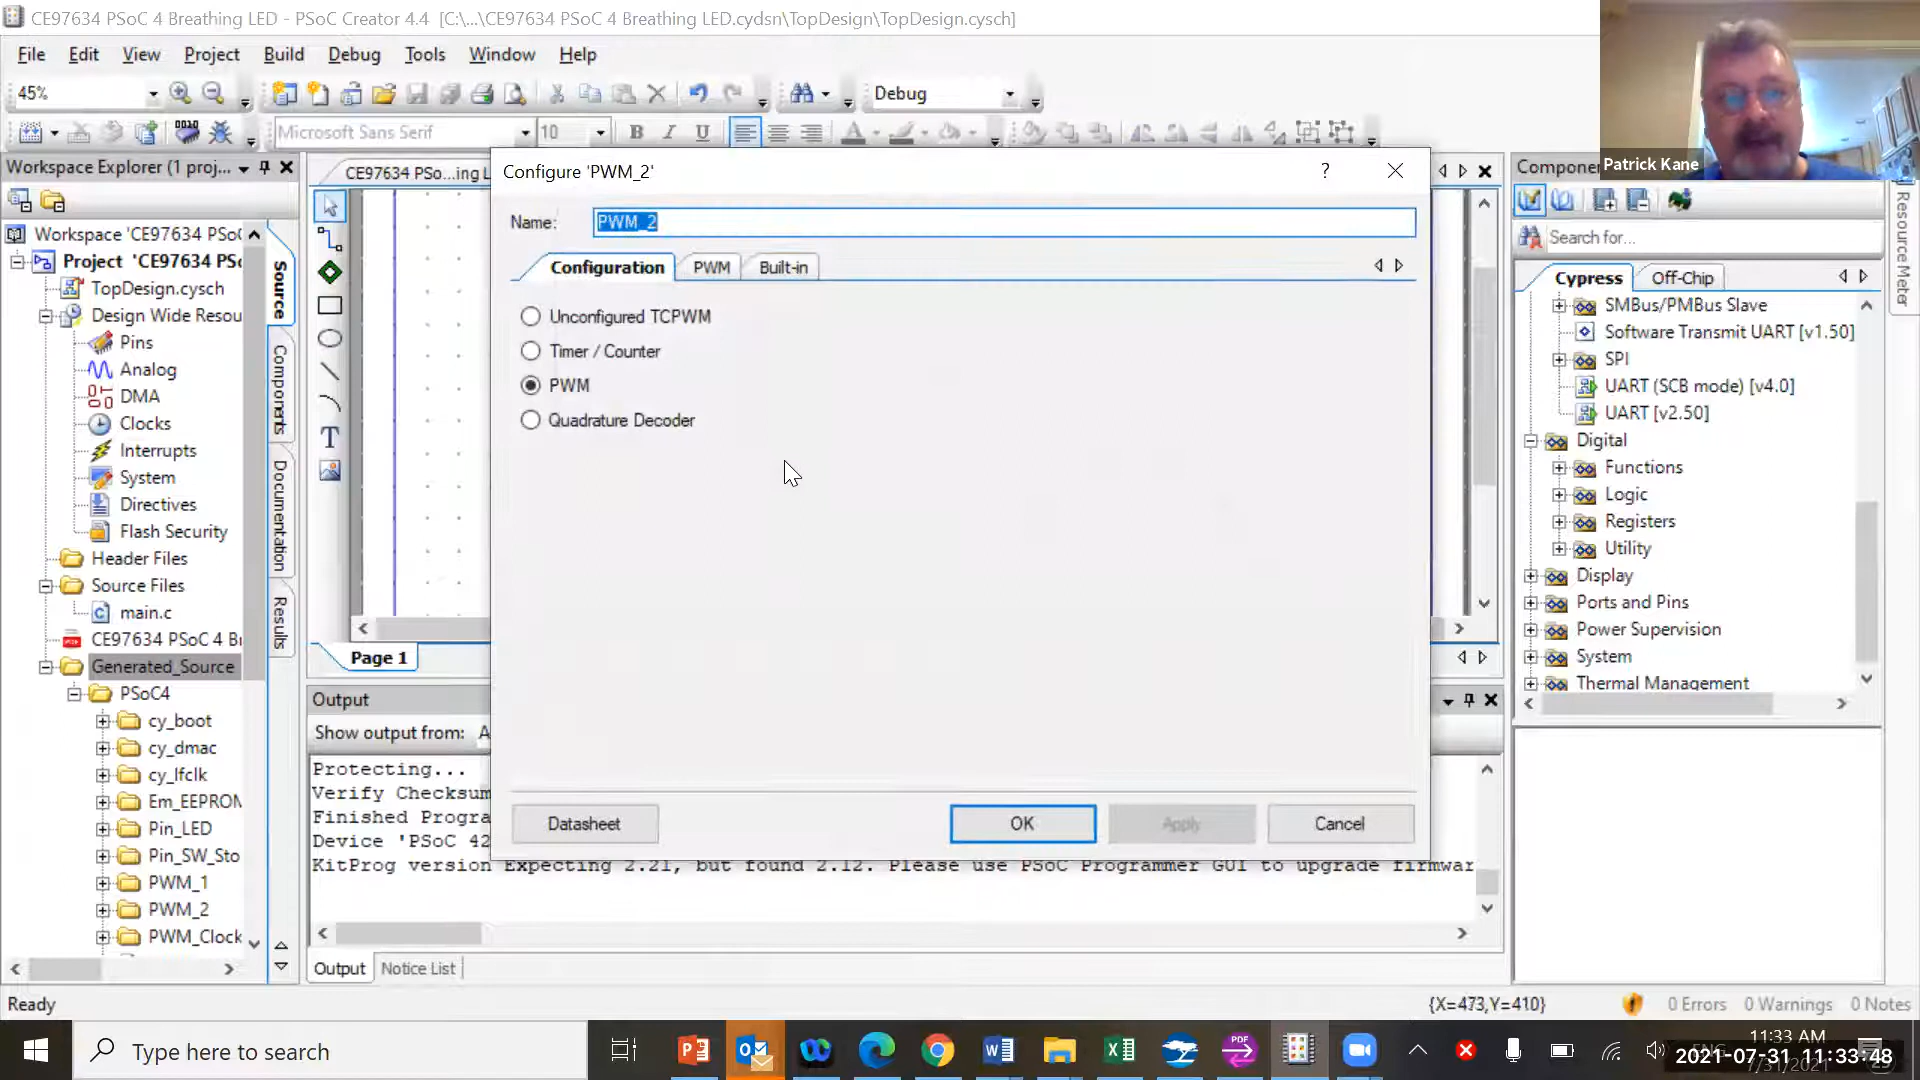 CE97634 PSoC 4 Breathing LED - PSoC Creator 4.4 [C:\...\CE97634 PSoC 4 Breathing LED.cydsn\TopDesign\TopDesign.cysch]
File Edit View Project Build Debug Tools Window Help
45%
Debug
Microsoft Sans Serif
10
B I U
Patrick Kane
Workspace Explorer (1 proj...
Workspace 'CE97634 PSo
Project 'CE97634 PS
TopDesign.cysch
Design Wide Resou
Pins
Analog
DMA
Clocks
Interrupts
System
Directives
Flash Security
Header Files
Source Files
main.c
CE97634 PSoC 4 B
Generated_Source
PSoC4
cy_boot
cy_dmac
cy_lfclk
Em_EEPROM
Pin_LED
Pin_SW_Sto
PWM_1
PWM_2
PWM_Clock
Source
Components
Documentation
Results
CE97634 PSo...ing L
T
Page 1
Configure 'PWM_2'
?
Name:
PWM_2
Configuration PWM Built-in
Unconfigured TCPWM
Timer / Counter
PWM
Quadrature Decoder
Datasheet
OK
Apply
Cancel
Output
Show output from: A
Protecting...
Verify Checksum
Finished Progra
Device 'PSoC 42
KitProg version Expecting 2.21, but found 2.12. Please use PSoC Programmer GUI to upgrade firmwar
Output Notice List
Compone
Search for...
Cypress Off-Chip
SMBus/PMBus Slave
Software Transmit UART [v1.50]
SPI
UART (SCB mode) [v4.0]
UART [v2.50]
Digital
Functions
Logic
Registers
Utility
Display
Ports and Pins
Power Supervision
System
Thermal Management
Resource Meter
Ready
{X=473,Y=410}
0 Errors 0 Warnings 0 Notes
Type here to search
11:33 AM
2021-07-31 11:33:48